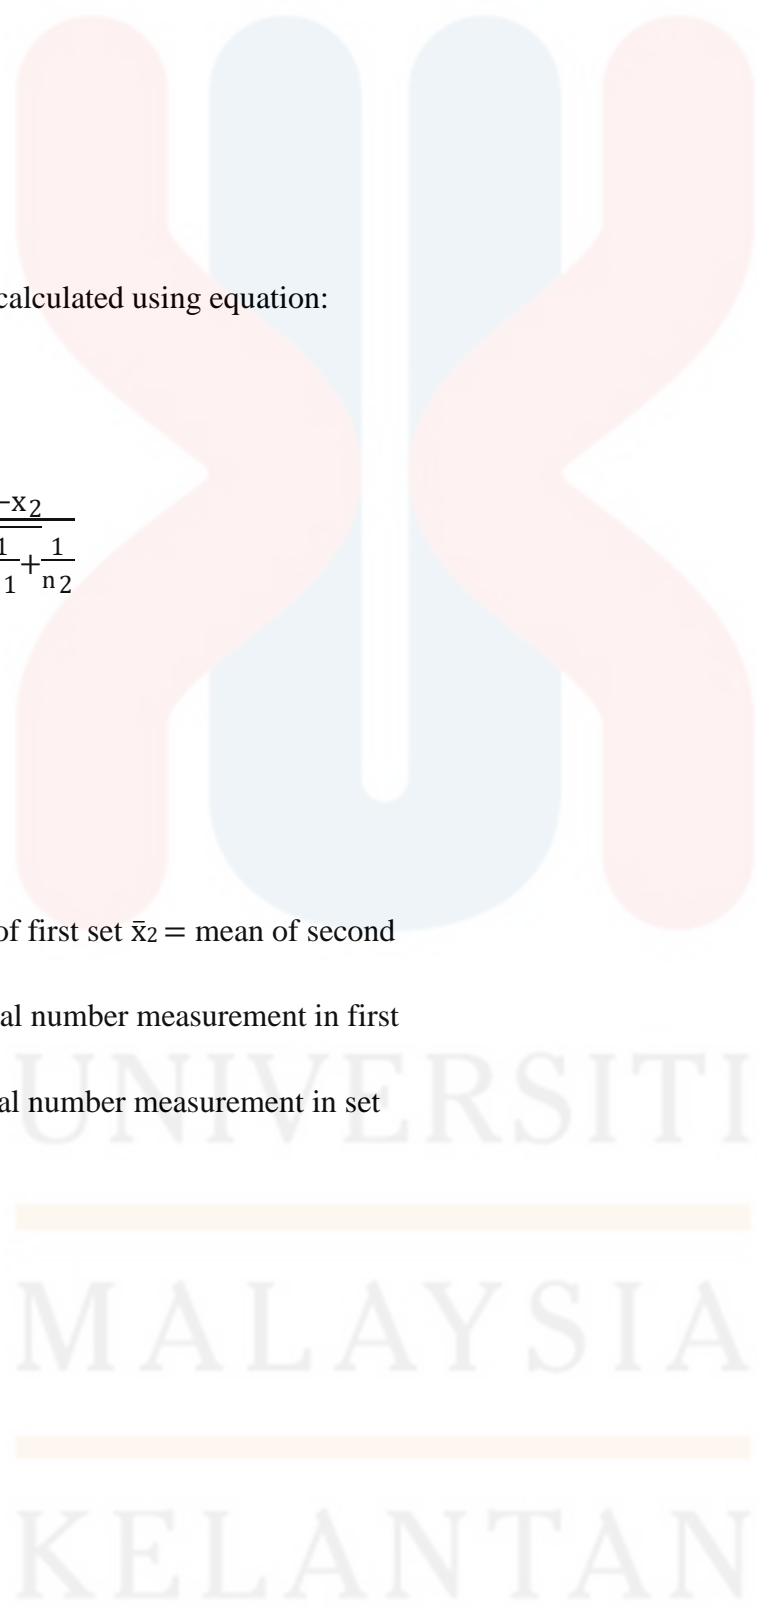 calculated using equation:
–x2
1 1
+
1 n2
of first set x̄2 = mean of second
al number measurement in first
al number measurement in set
UNIVERSITI
MALAYSIA
KELANTAN